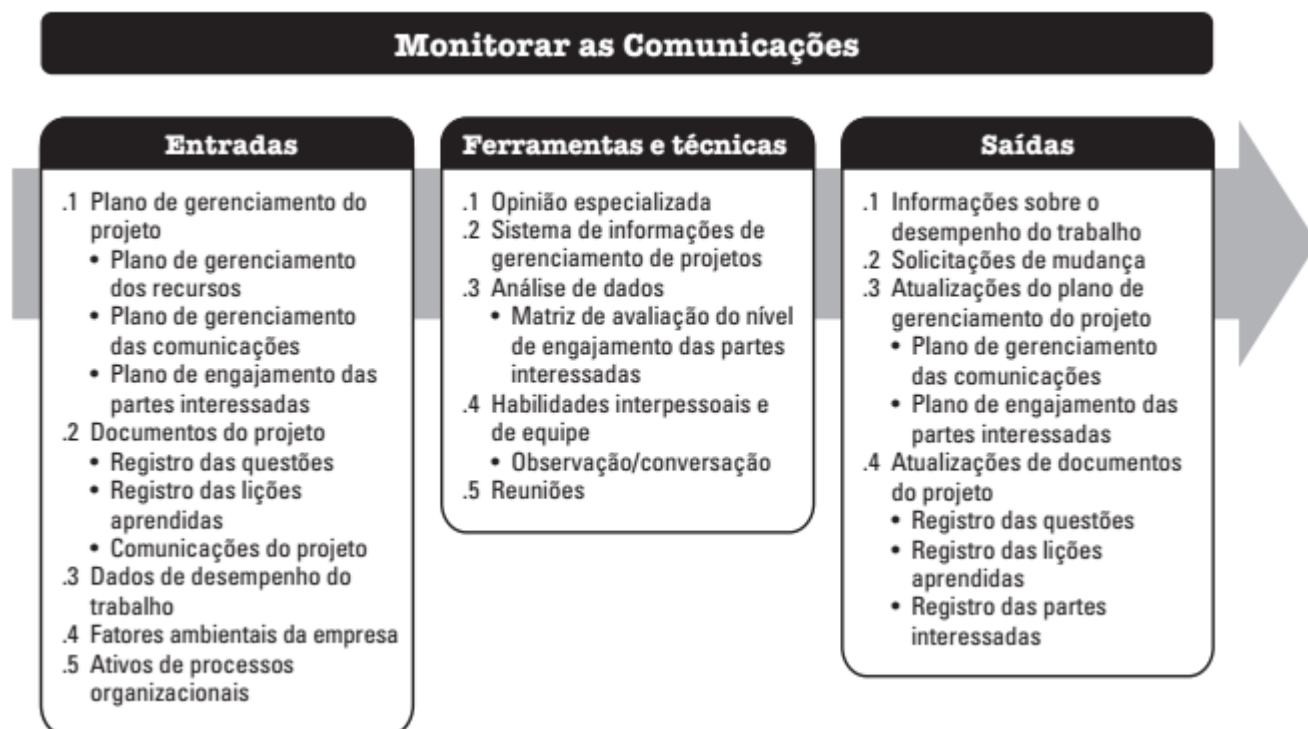 Monitorar as Comunicações
Entradas
.1 Plano de gerenciamento do
projeto
• Plano de gerenciamento
dos recursos
• Plano de gerenciamento
das comunicações
• Plano de engajamento das
partes interessadas
.2 Documentos do projeto
• Registro das questões
• Registro das lições
aprendidas
• Comunicações do projeto
.3 Dados de desempenho do
trabalho
.4 Fatores ambientais da empresa
.5 Ativos de processos
organizacionais
Ferramentas e técnicas
.1 Opinião especializada
.2 Sistema de informações de
gerenciamento de projetos
.3 Análise de dados
• Matriz de avaliação do nível
de engajamento das partes
interessadas
.4 Habilidades interpessoais e
de equipe
• Observação/conversação
.5 Reuniões
Saídas
.1 Informações sobre o
desempenho do trabalho
.2 Solicitações de mudança
.3 Atualizações do plano de
gerenciamento do projeto
• Plano de gerenciamento
das comunicações
• Plano de engajamento das
partes interessadas
.4 Atualizações de documentos
do projeto
• Registro das questões
• Registro das lições
aprendidas
• Registro das partes
interessadas